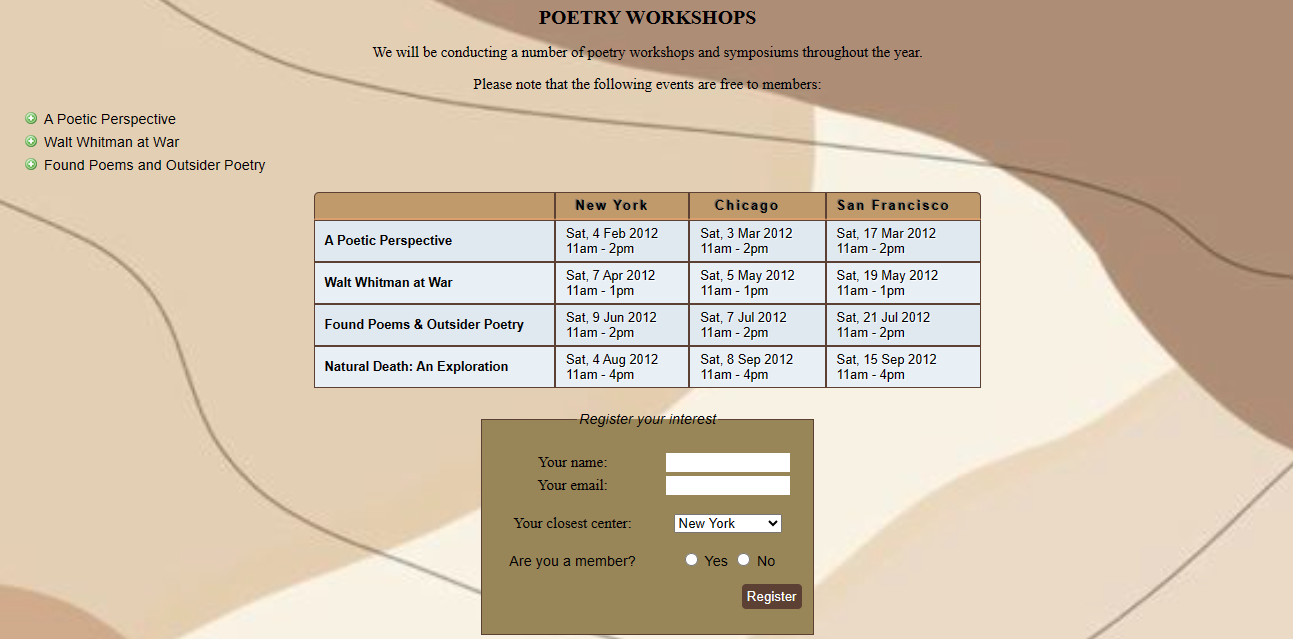 POETRY WORKSHOPS
We will be conducting a number of poetry workshops and symposiums throughout the year.
Please note that the following events are free to members:
A Poetic Perspective
Walt Whitman at War
Found Poems and Outsider Poetry
New York Chicago San Francisco
A Poetic Perspective
Sat, 4 Feb 2012
11am - 2pm
Sat, 3 Mar 2012
11am - 2pm
Sat, 17 Mar 2012
11am - 2pm
Walt Whitman at War
Sat, 7 Apr 2012
11am - 1pm
Sat, 5 May 2012
11am - 1pm
Sat, 19 May 2012
11am - 1pm
Found Poems & Outsider Poetry
Sat, 9 Jun 2012
11am - 2pm
Sat, 7 Jul 2012
11am - 2pm
Sat, 21 Jul 2012
11am - 2pm
Natural Death: An Exploration
Sat, 4 Aug 2012
11am - 4pm
Sat, 8 Sep 2012
11am - 4pm
Sat, 15 Sep 2012
11am - 4pm
Register your interest
Your name:
Your email:
Your closest center: New York
Are you a member? Yes No
Register